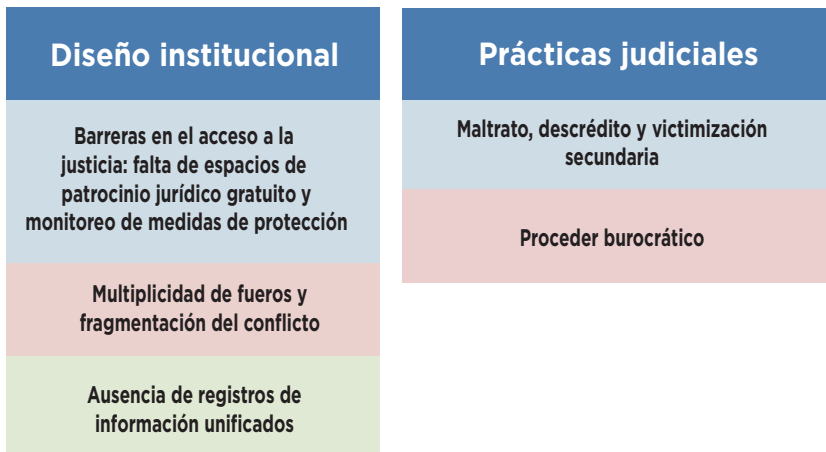 Diseño institucional
Barreras en el acceso a la
justicia: falta de espacios de
patrocinio jurídico gratuito y
monitoreo de medidas de protección
Multiplicidad de fueros y
fragmentación del conflicto
Ausencia de registros de
información unificados
Prácticas judiciales
Maltrato, descrédito y victimización
secundaria
Proceder burocrático